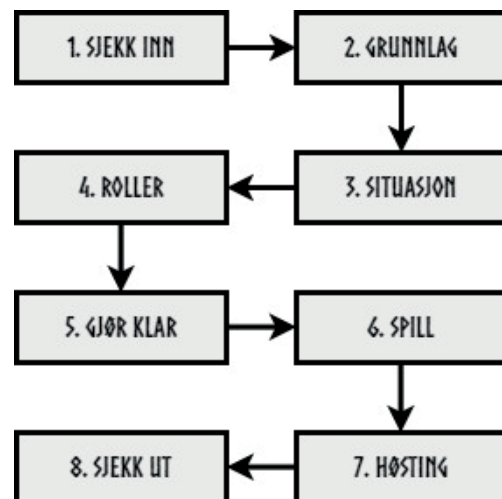 1. SJEKK INN
2. GRUNNLAG
3. SITUASJON
4. ROLLER
5. GJØR KLAR
6. SPILL
7. HØSTING
8. SJEKK UT